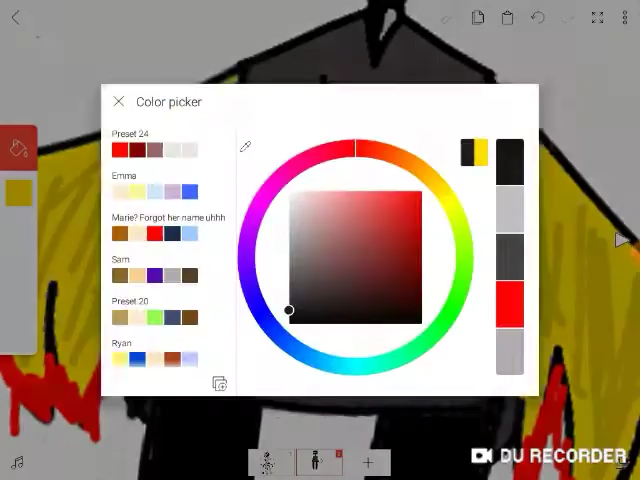 Color picker
Preset 24
Emma
Marie? Forgot her name uhhh
Sam
Preset 20
Ryan
DU RECORDER